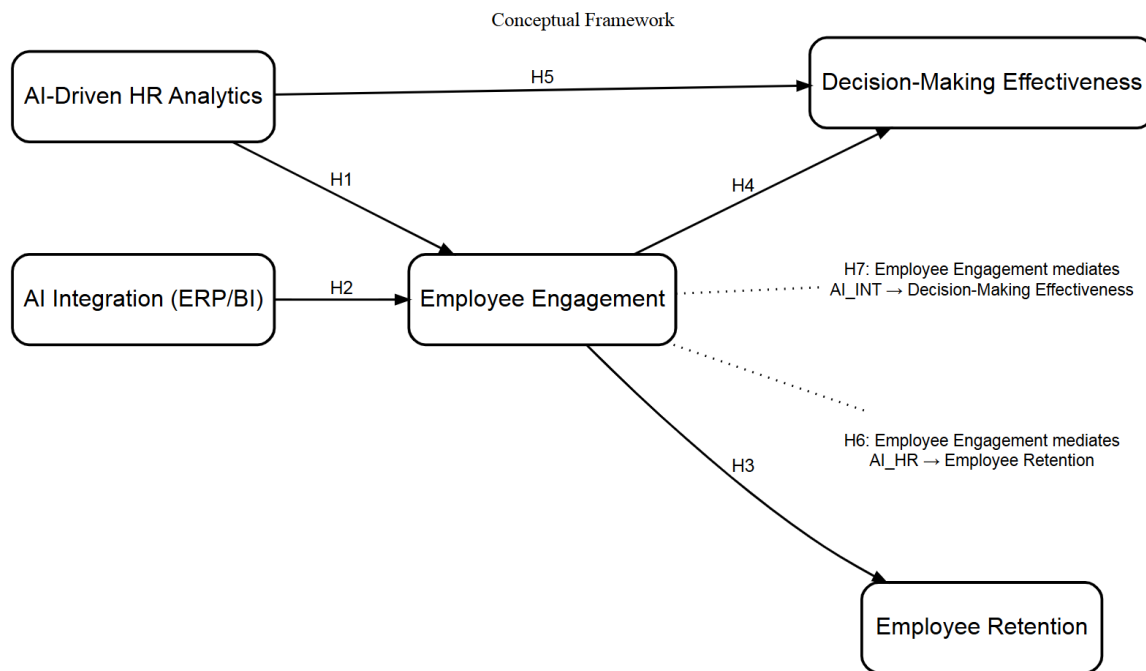 Conceptual Framework
AI-Driven HR Analytics
H5
Decision-Making Effectiveness
H1
H4
AI Integration (ERP/BI)
H2
Employee Engagement
H7: Employee Engagement mediates
AI_INT → Decision-Making Effectiveness
H6: Employee Engagement mediates
AI_HR → Employee Retention
H3
Employee Retention